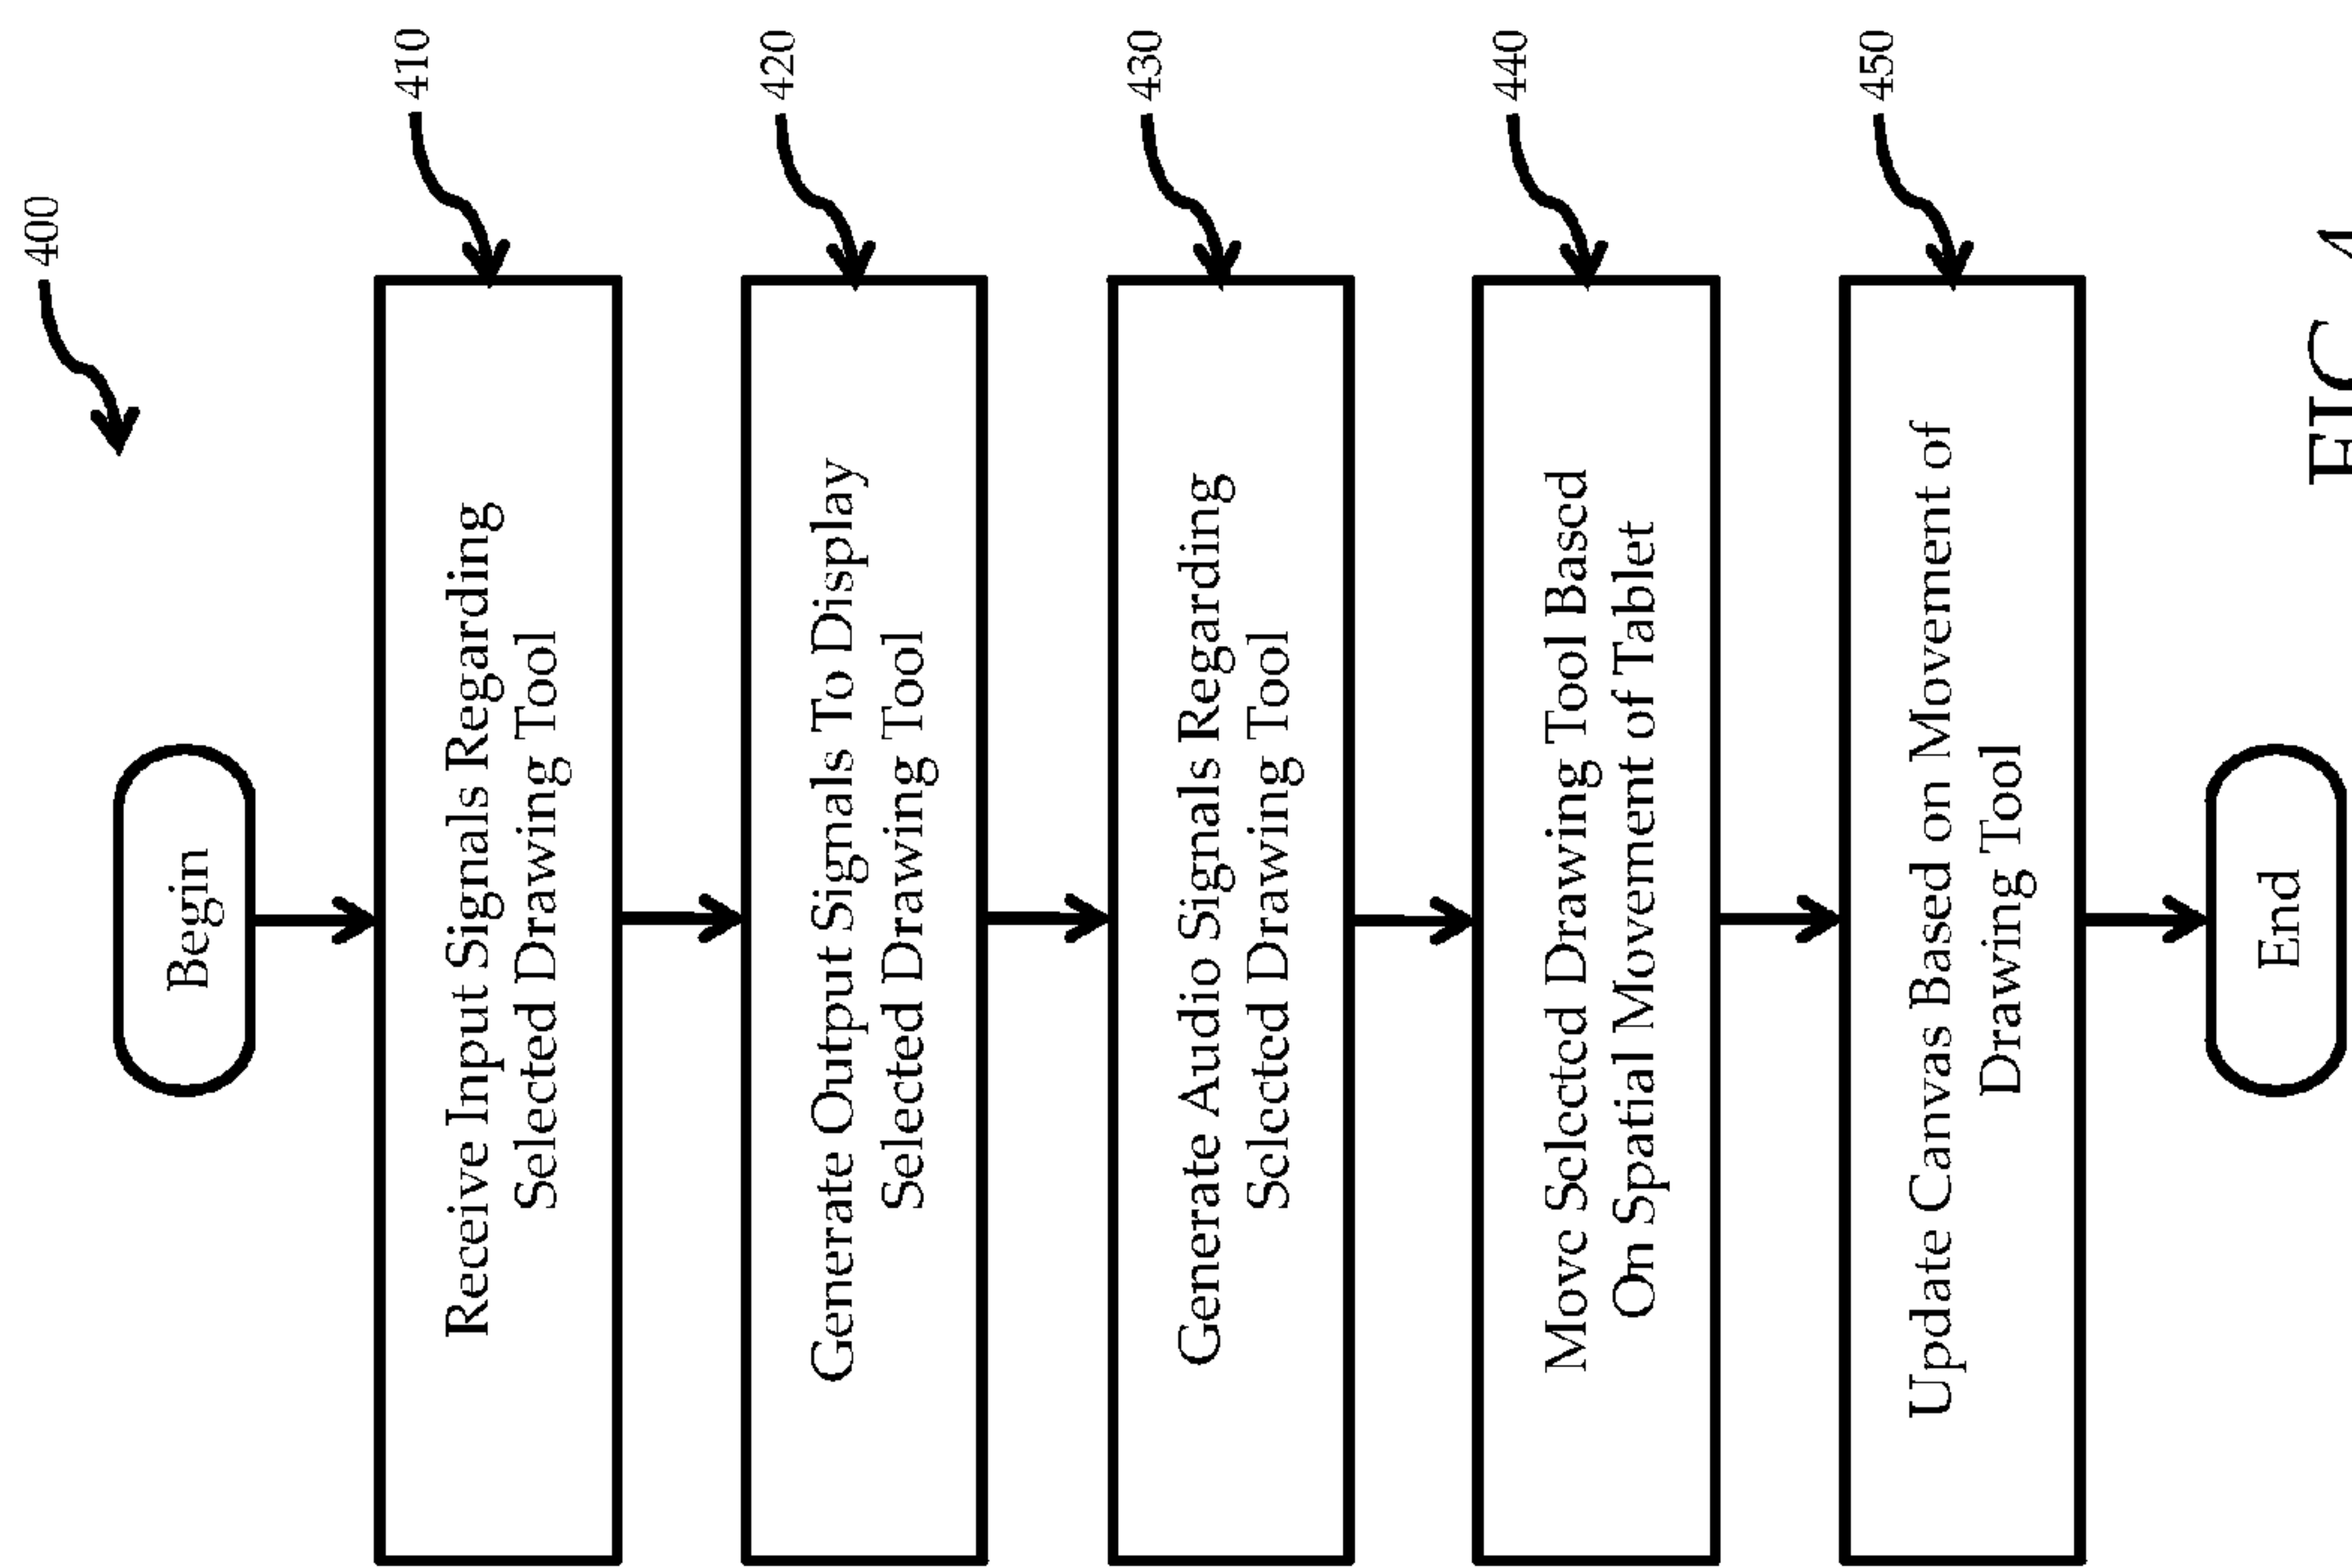 400
Begin
410
Receive Input Signals Regarding
Selected Drawing Tool
420
Generate Output Signals To Display
Selected Drawing Tool
430
Generate Audio Signals Regarding
Selected Drawing Tool
440
Move Selected Drawing Tool Based
On Spatial Movement of Tablet
450
Update Canvas Based on Movement of
Drawing Tool
End